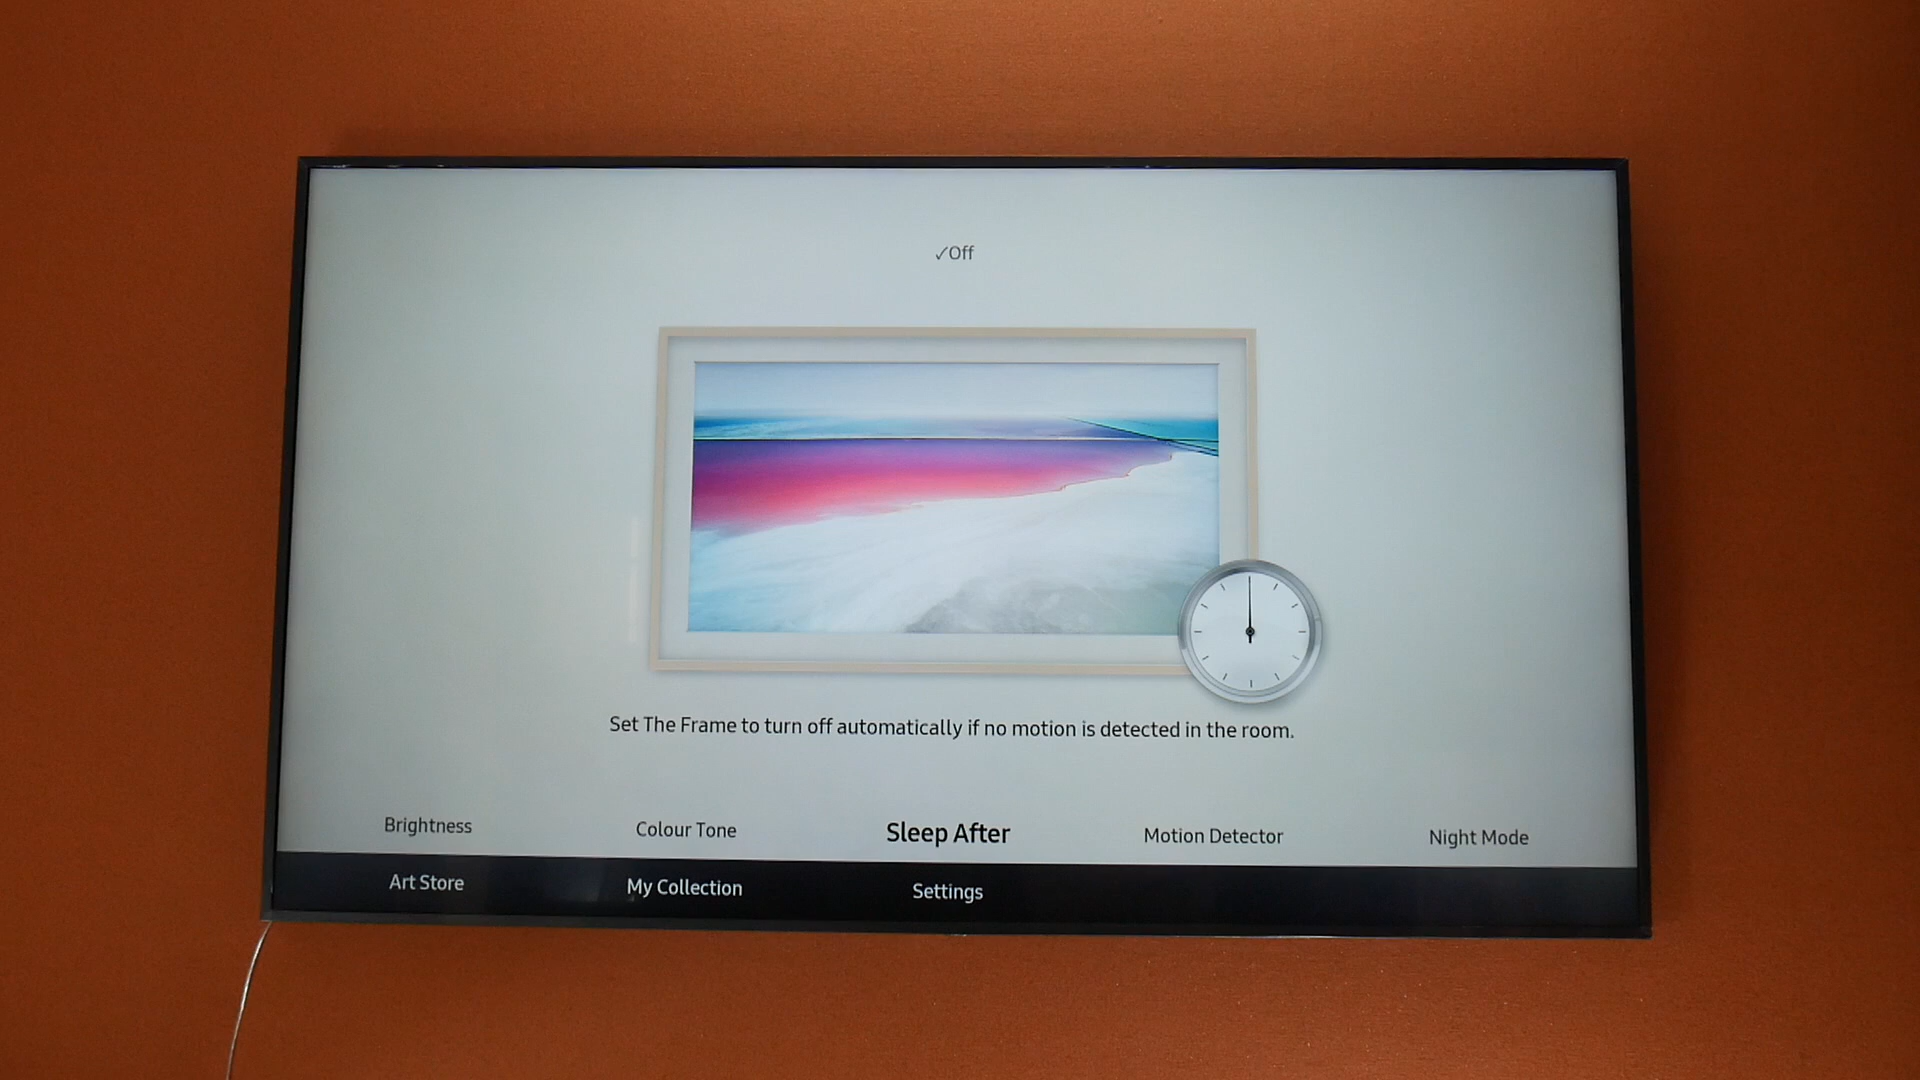 ✓Off
Set The Frame to turn off automatically if no motion is detected in the room.
Brightness Colour Tone Sleep After Motion Detector Night Mode
Art Store My Collection Settings